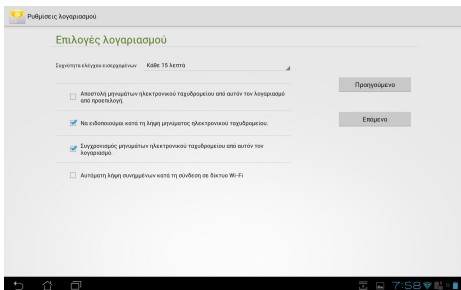 Ρυθμίσεις λογαριασμού
Επιλογές λογαριασμού
Συχνότητα ελέγχου εισερχομένων Κάθε 15 λεπτά
Προηγούμενο
Αποστολή μηνυμάτων ηλεκτρονικού ταχυδρομείου από αυτόν τον λογαριασμό
από προεπιλογή.
Επόμενο
Να ειδοποιούμαι κατά τη λήψη μηνύματος ηλεκτρονικού ταχυδρομείου.
Συγχρονισμός μηνυμάτων ηλεκτρονικού ταχυδρομείου από αυτόν τον
λογαριασμό.
Αυτόματη λήψη συνημμένων κατά τη σύνδεση σε δίκτυο Wi-Fi
7:58